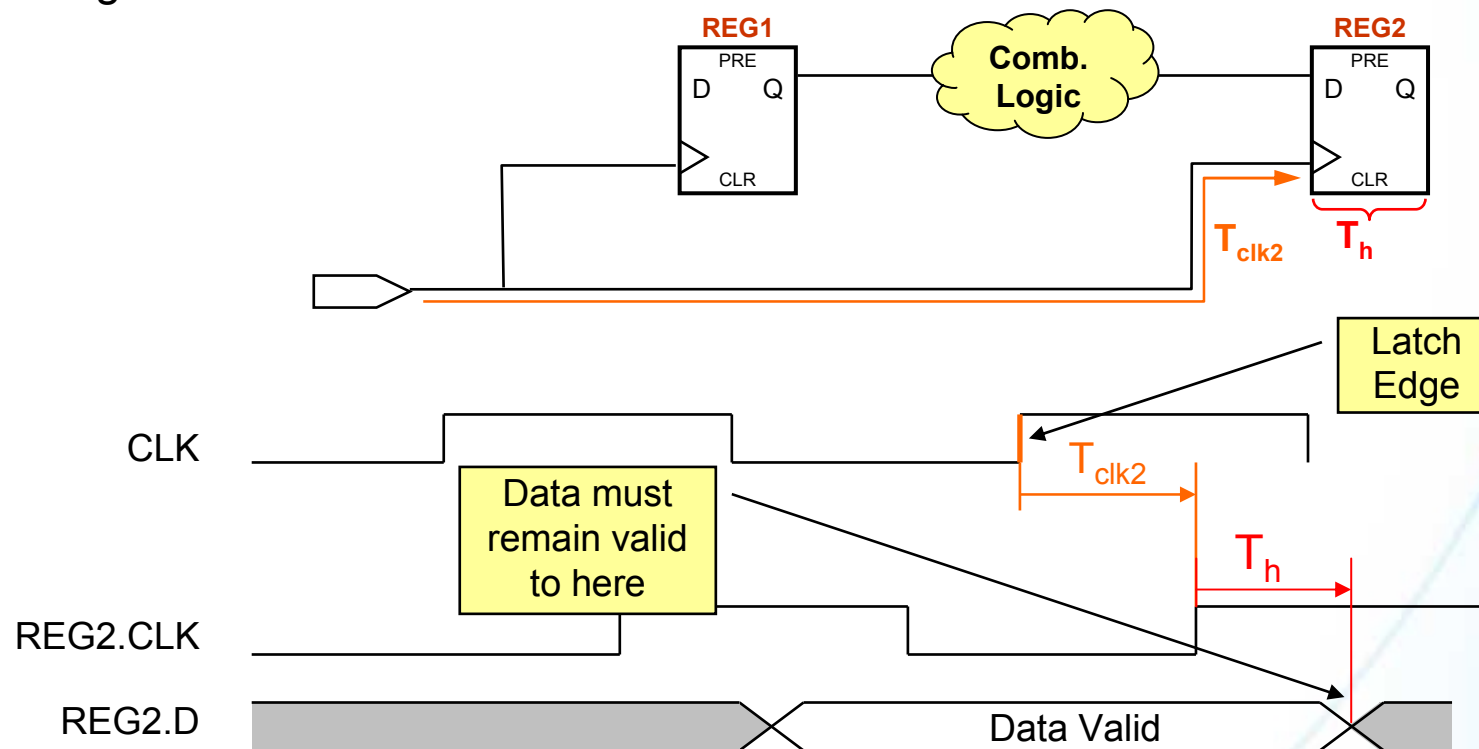 REG1
PRE
D Q
CLR
Comb.
Logic
REG2
PRE
D Q
CLR
Tclk2
Th
Latch
Edge
CLK
Tclk2
Data must
remain valid
to here
Th
REG2.CLK
REG2.D
Data Valid